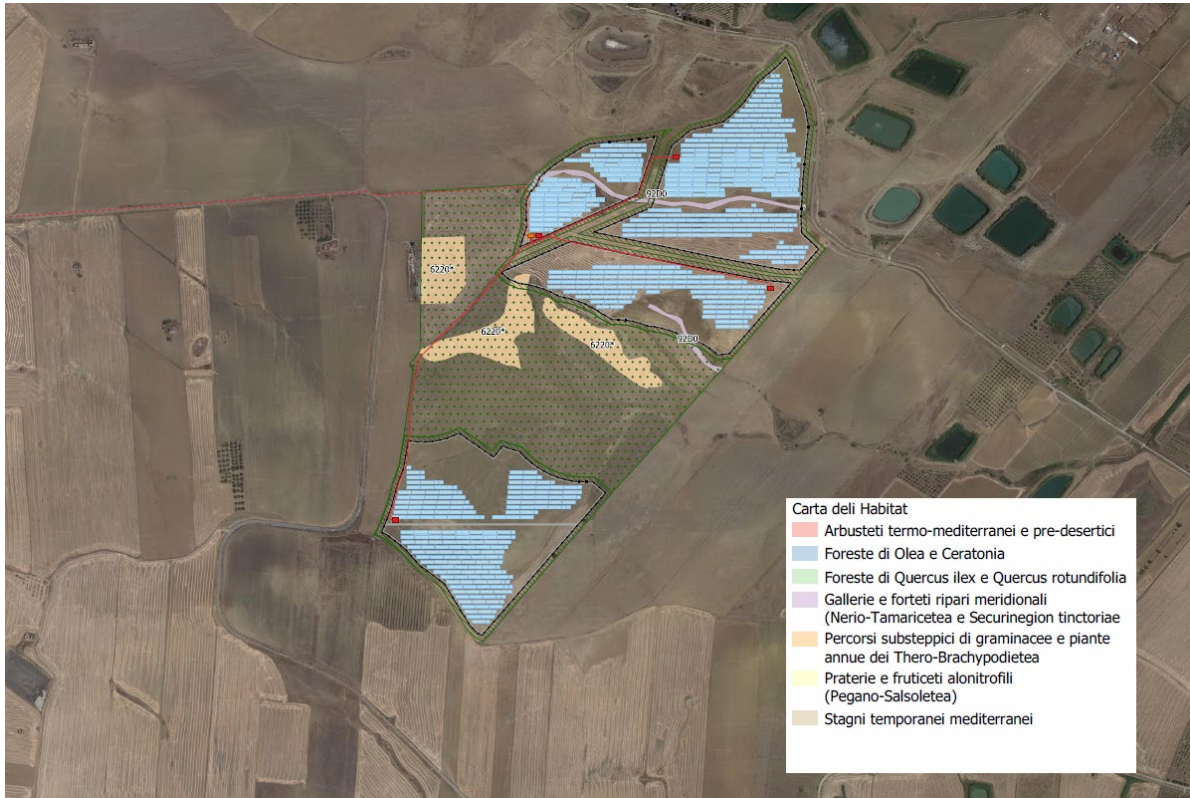 92D0
6220*
6220*
6220*
92D0
Carta deli Habitat
Arbusteti termo-mediterranei e pre-desertici
Foreste di Olea e Ceratonia
Foreste di Quercus ilex e Quercus rotundifolia
Gallerie e forteti ripari meridionali
(Nerio-Tamaricetea e Securinegion tinctoriae
Percorsi substeppici di graminacee e piante
annue dei Thero-Brachypodietea
Praterie e fruticeti alonitrofili
(Pegano-Salsoletea)
Stagni temporanei mediterranei